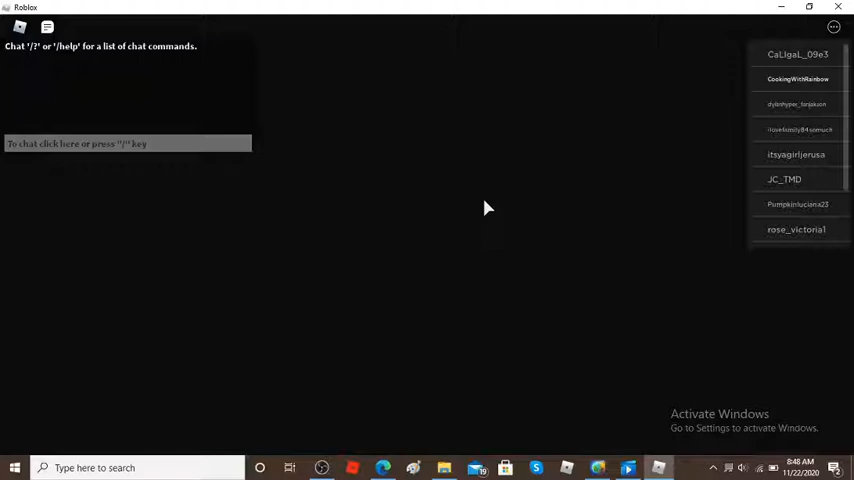 Roblox
Chat '/?' or '/help' for a list of chat commands.
To chat click here or press "/" key
CaLIgaL_09e3
CookingWithRainbow
itsyagirljerusa
JC_TMD
Pumpkinluciana23
rose_victoria1
Activate Windows
Go to Settings to activate Windows.
Type here to search
19
8:48 AM
11/22/2020
2